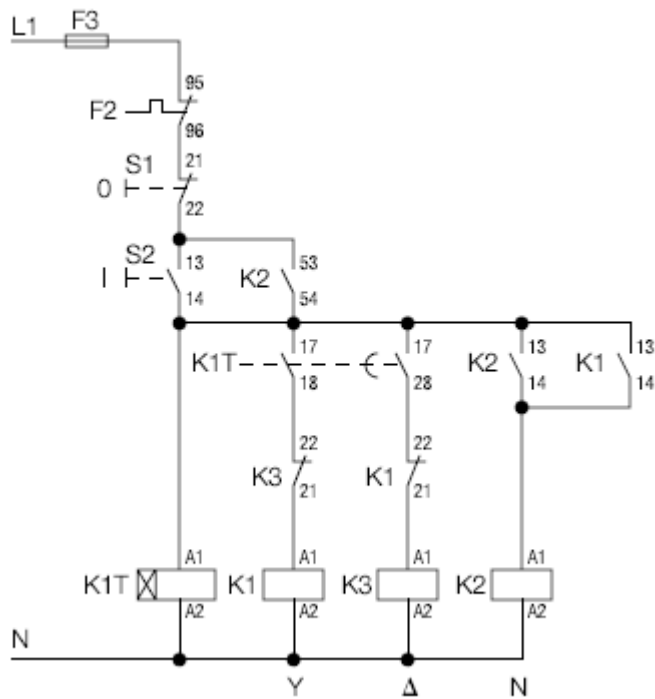 L1 F3
95
F2
96
S1 21
0
22
S2 13 K2 53
I
14 54
K1T 17 17 K2 13 K1 13
18 28 14 14
22 22
K3 K1
21 21
A1 A1 A1 A1
K1T K1 K3 K2
A2 A2 A2 A2
N
Y Δ N